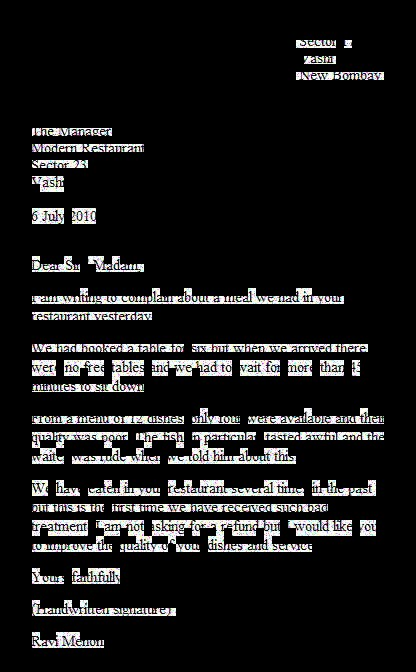 Sector 17
Vashi
New Bombay
The Manager
Modern Restaurant
Sector 23
Vashi
6 July 2010
Dear Sir / Madam,
I am writing to complain about a meal we had in your
restaurant yesterday.
We had booked a table for six but when we arrived there
were no free tables and we had to wait for more than 45
minutes to sit down.
From a menu of 12 dishes, only four were available and their
quality was poor. The fish in particular tasted awful and the
waiter was rude when we told him about this.
We have eaten in your restaurant several times in the past
but this is the first time we have received such bad
treatment. I am not asking for a refund but I would like you
to improve the quality of your dishes and service.
Yours faithfully
(Handwritten signature)
Ravi Menon